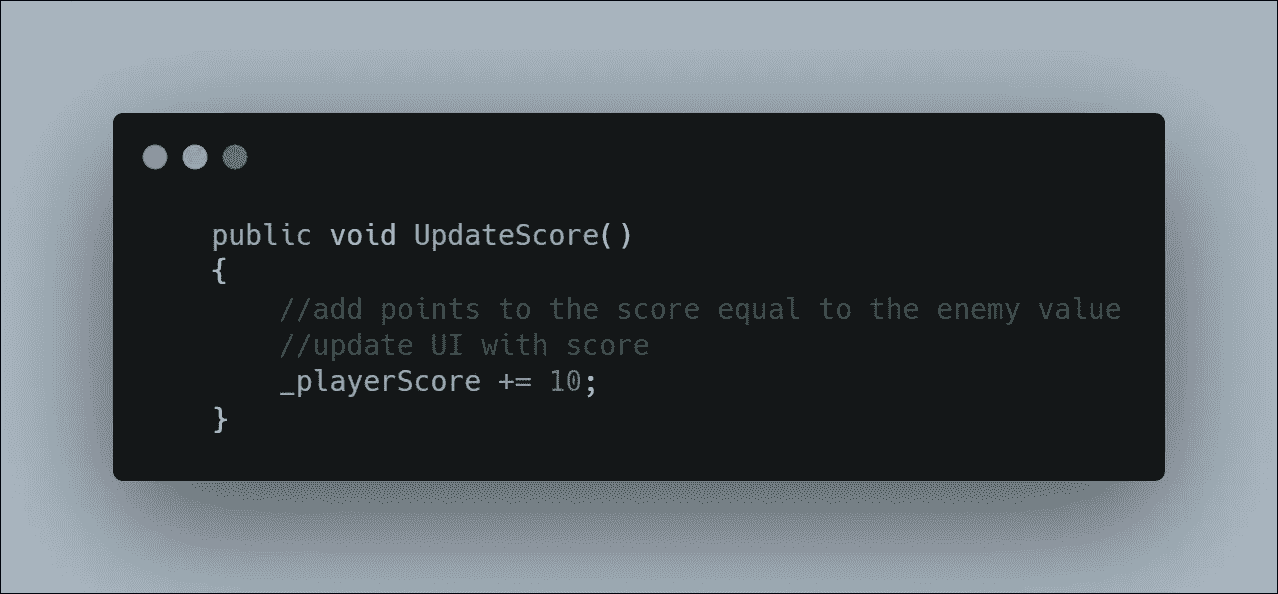 public void UpdateScore()
{
//add points to the score equal to the enemy value
//update UI with score
_playerScore += 10;
}